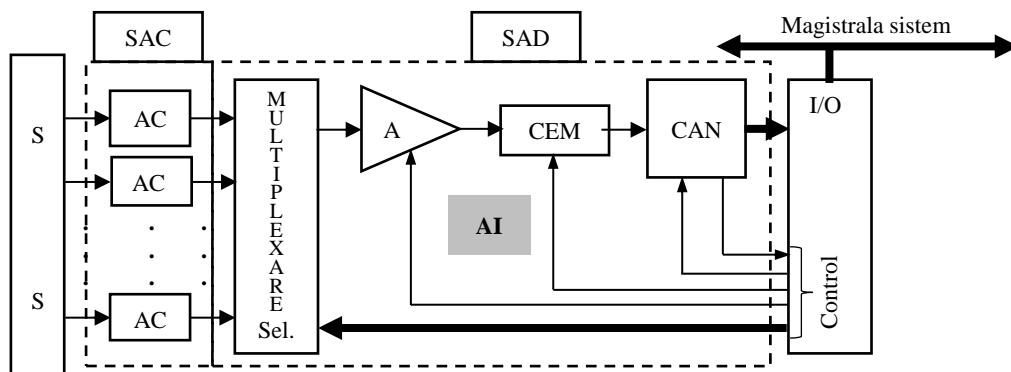 SAC
SAD
Magistrala sistem
S
AC
MULTIPLEXARE
A
CEM
CAN
I/O
AC
AI
S
AC
Sel.
Control